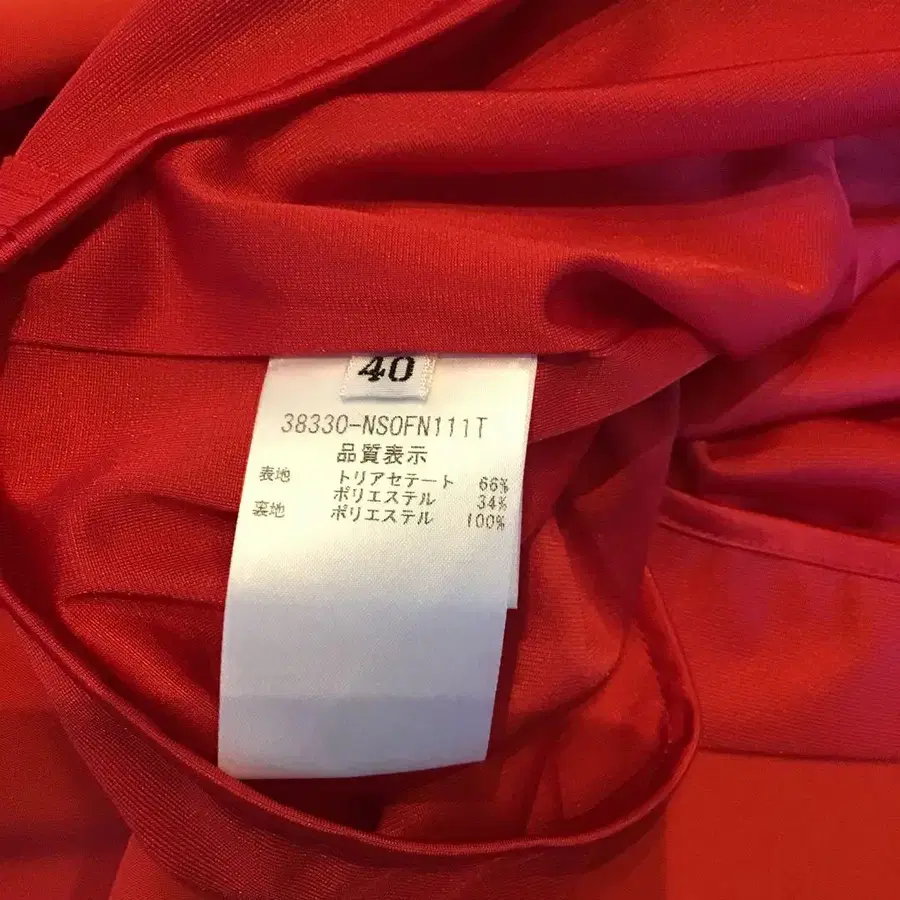 40
38330-NSOFN111T
品質表示
表地 トリアセテート 66%
ポリエステル 34%
裏地 ポリエステル 100%